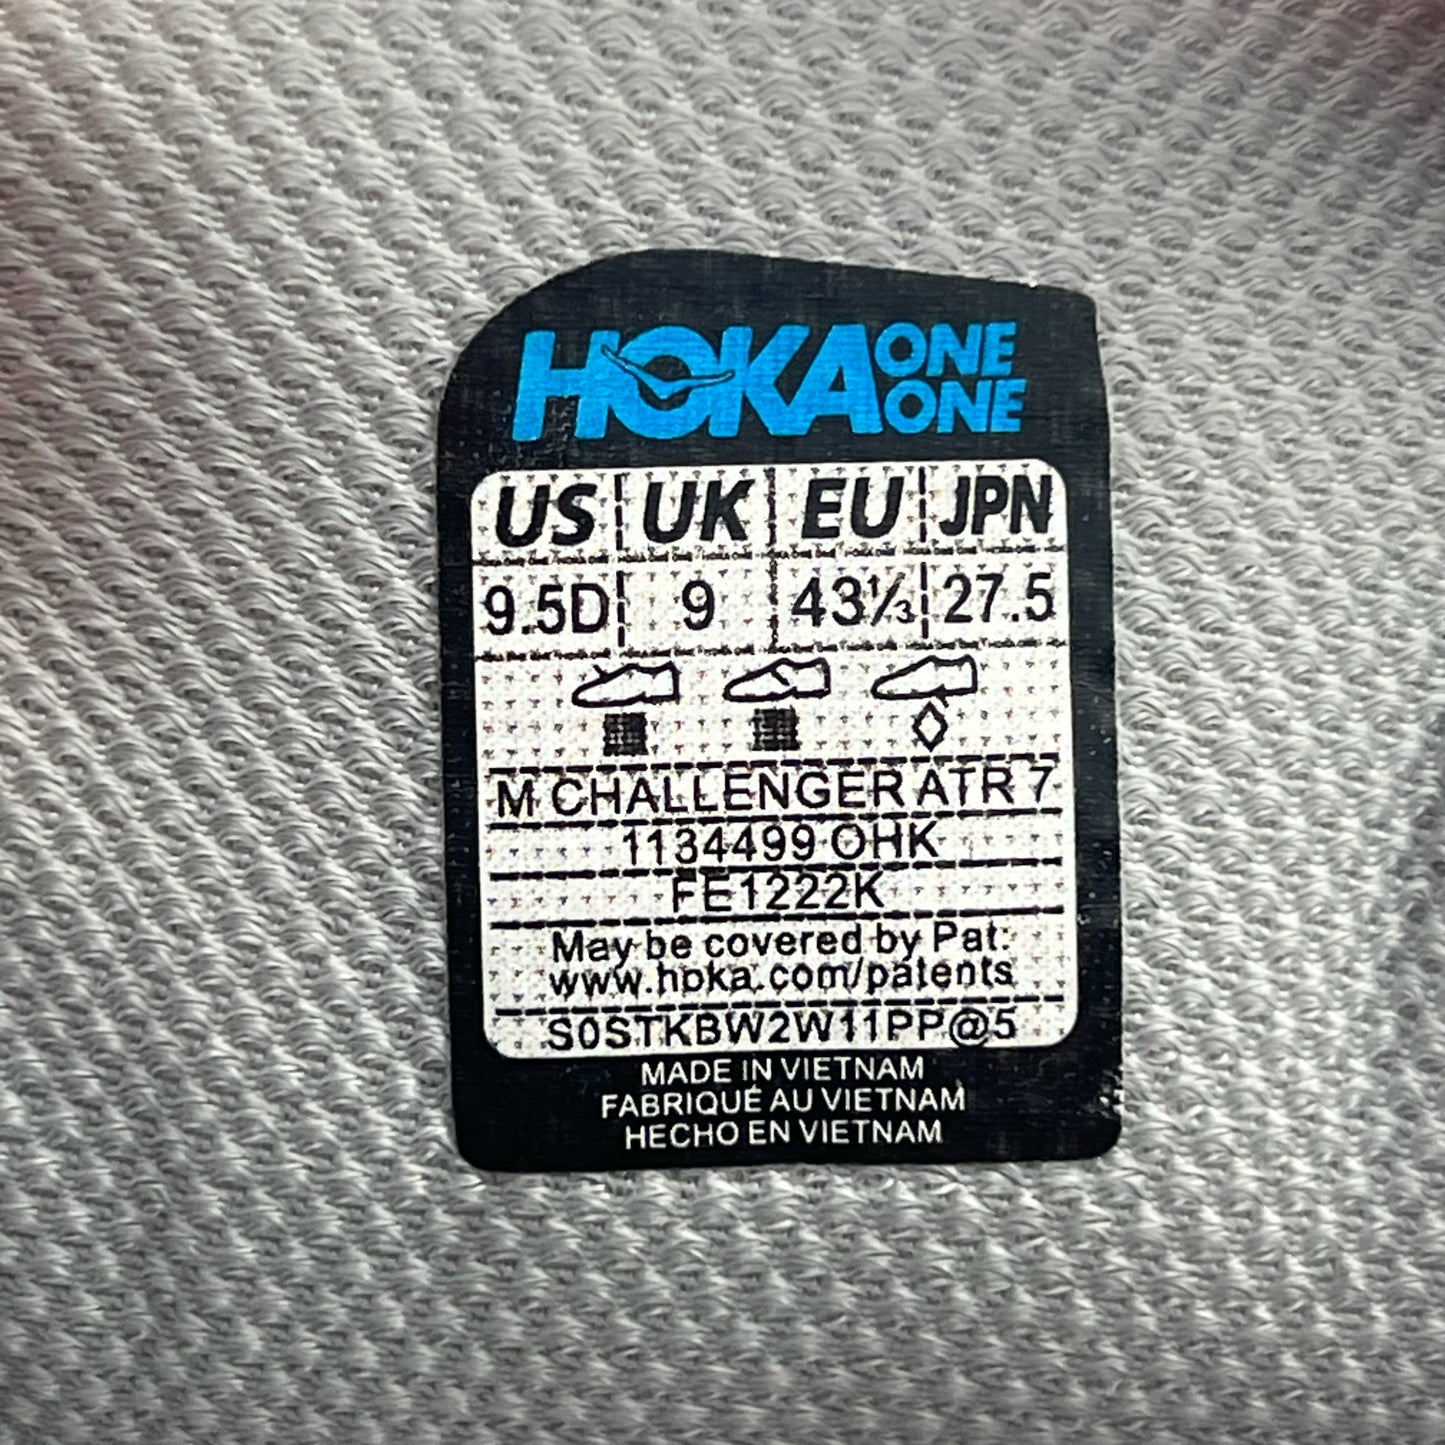 HOKA ONE ONE
US UK EU JPN
9.5D 9 43⅓ 27.5
M CHALLENGER ATR 7
1134499 OHK
FE1222K
May be covered by Pat:
www.hoka.com/patents
S0STKBW2W11PP@5
MADE IN VIETNAM
FABRIQUÉ AU VIETNAM
HECHO EN VIETNAM